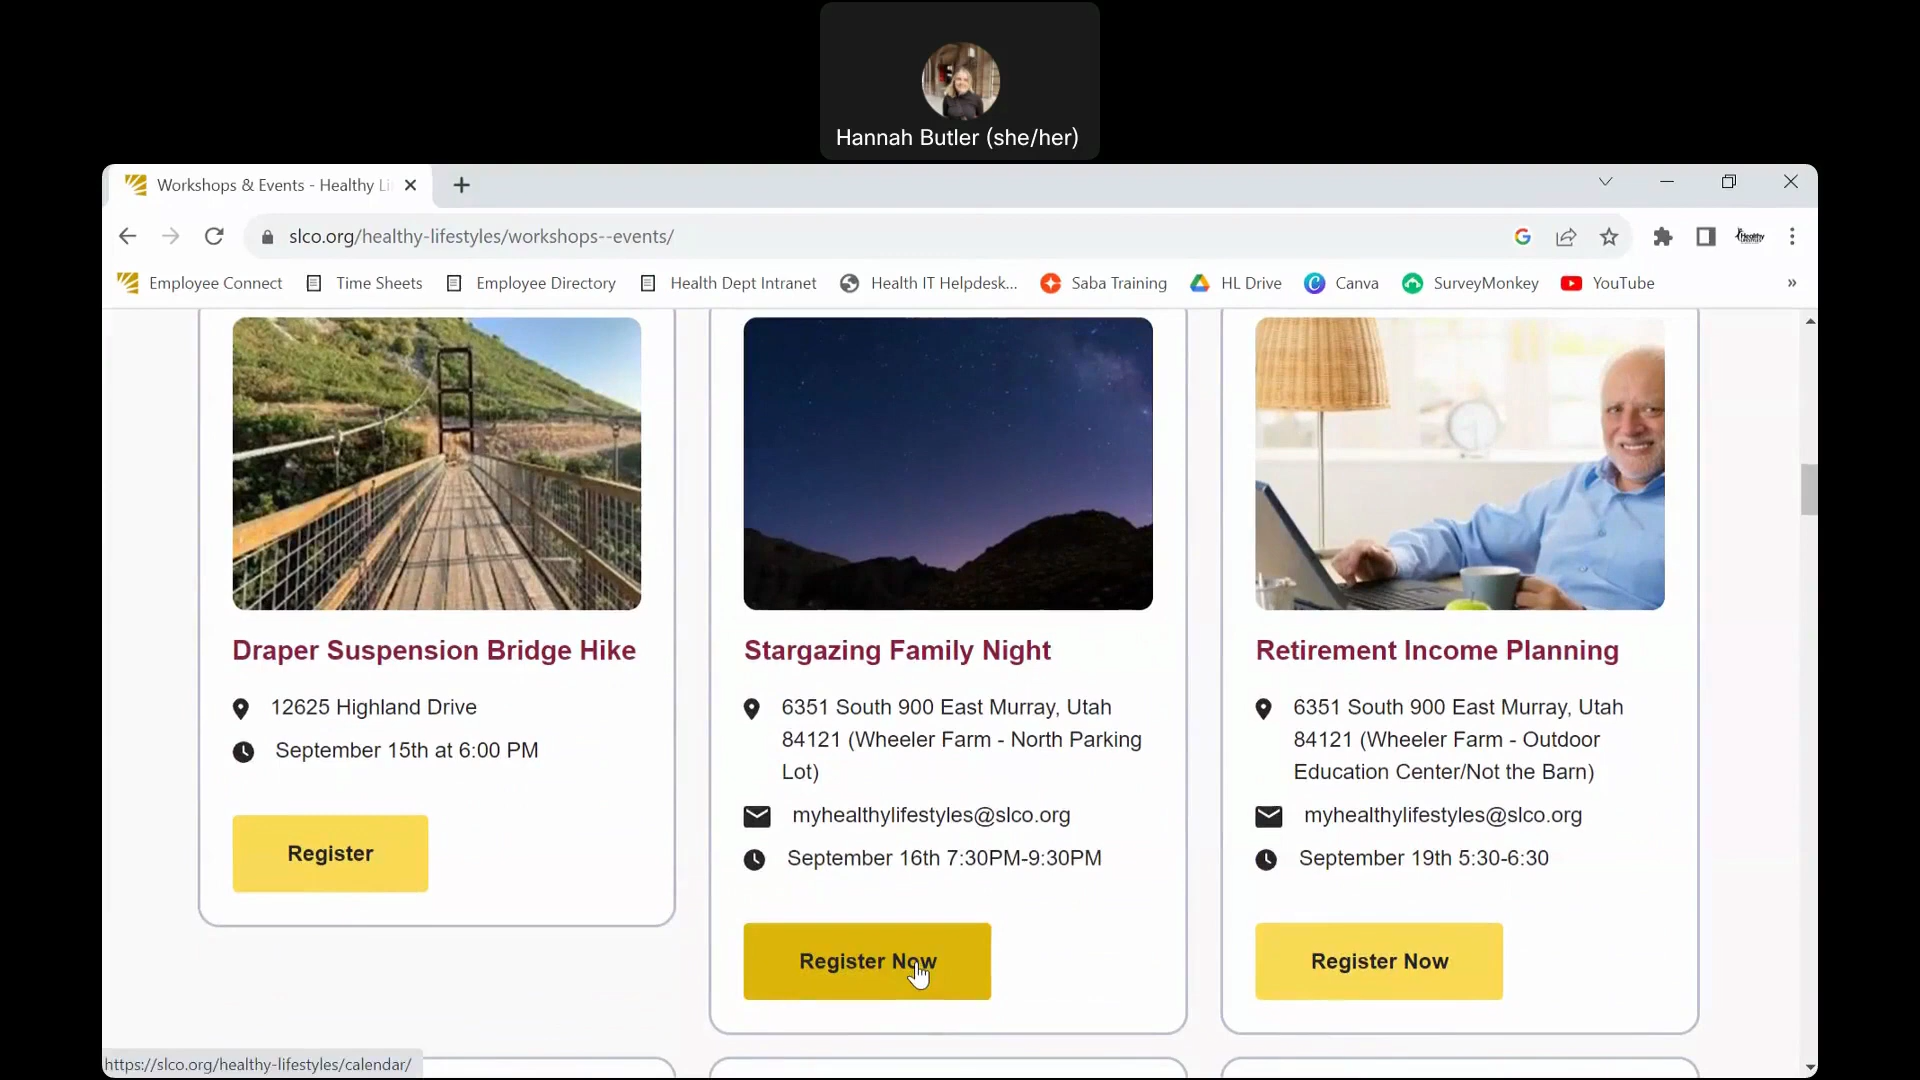 Hannah Butler (she/her)
Workshops & Events - Healthy Li
slco.org/healthy-lifestyles/workshops--events/
Healthy
Employee Connect
Time Sheets
Employee Directory
Health Dept Intranet
Health IT Helpdesk...
Saba Training
HL Drive
Canva
SurveyMonkey
YouTube
»
Draper Suspension Bridge Hike
12625 Highland Drive
September 15th at 6:00 PM
Register
Stargazing Family Night
6351 South 900 East Murray, Utah
84121 (Wheeler Farm - North Parking
Lot)
myhealthylifestyles@slco.org
September 16th 7:30PM-9:30PM
Register Now
Retirement Income Planning
6351 South 900 East Murray, Utah
84121 (Wheeler Farm - Outdoor
Education Center/Not the Barn)
myhealthylifestyles@slco.org
September 19th 5:30-6:30
Register Now
https://slco.org/healthy-lifestyles/calendar/